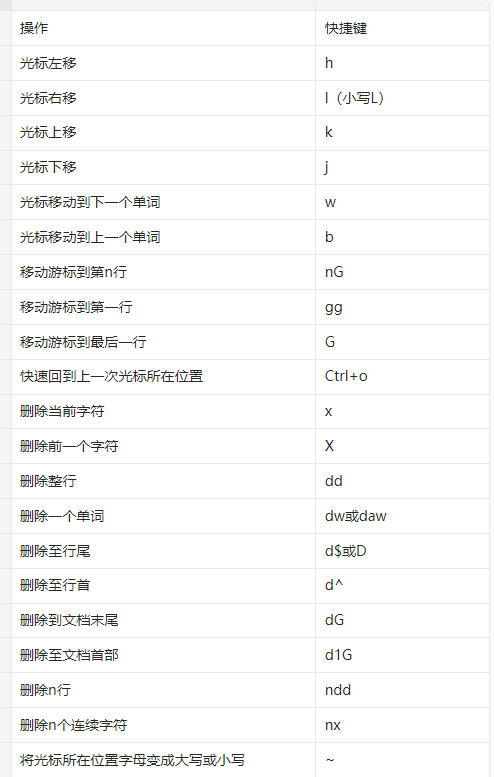 操作 快捷键
光标左移 h
光标右移 l（小写L）
光标上移 k
光标下移 j
光标移动到下一个单词 w
光标移动到上一个单词 b
移动游标到第n行 nG
移动游标到第一行 gg
移动游标到最后一行 G
快速回到上一次光标所在位置 Ctrl+o
删除当前字符 x
删除前一个字符 X
删除整行 dd
删除一个单词 dw或daw
删除至行尾 d$或D
删除至行首 d^
删除到文档末尾 dG
删除至文档首部 d1G
删除n行 ndd
删除n个连续字符 nx
将光标所在位置字母变成大写或小写 ~